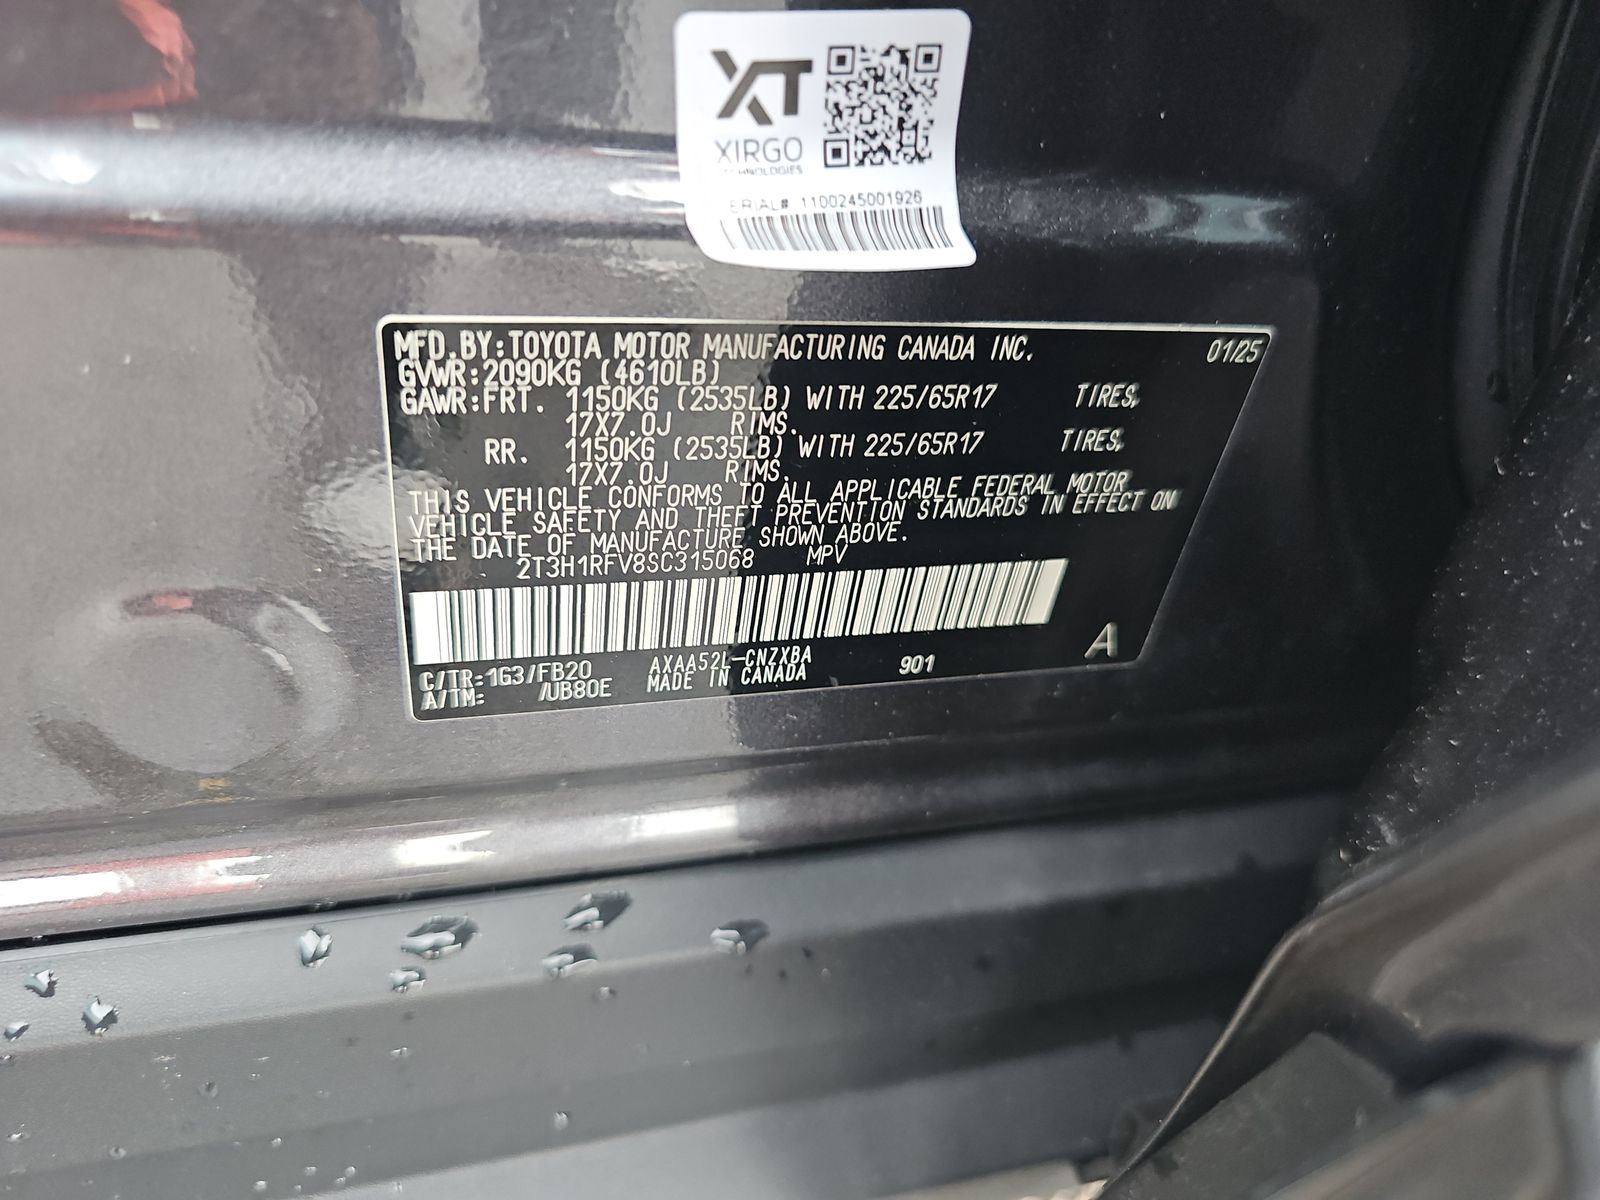 XT
XIRGO
TECHNOLOGIES
SERIAL# 1100245001926
MFD.BY:TOYOTA MOTOR MANUFACTURING CANADA INC. 01/25
GVWR:2090KG (4610LB)
GAWR:FRT. 1150KG (2535LB) WITH 225/65R17 TIRES,
17X7.0J RIMS.
RR. 1150KG (2535LB) WITH 225/65R17 TIRES,
17X7.0J RIMS.
THIS VEHICLE CONFORMS TO ALL APPLICABLE FEDERAL MOTOR
VEHICLE SAFETY AND THEFT PREVENTION STANDARDS IN EFFECT ON
THE DATE OF MANUFACTURE SHOWN ABOVE.
2T3H1RFV8SC315068 MPV
C/TR:1G3/FB20 AXAA52L-CNZXBA 901 A
A/TM: /UB80E MADE IN CANADA